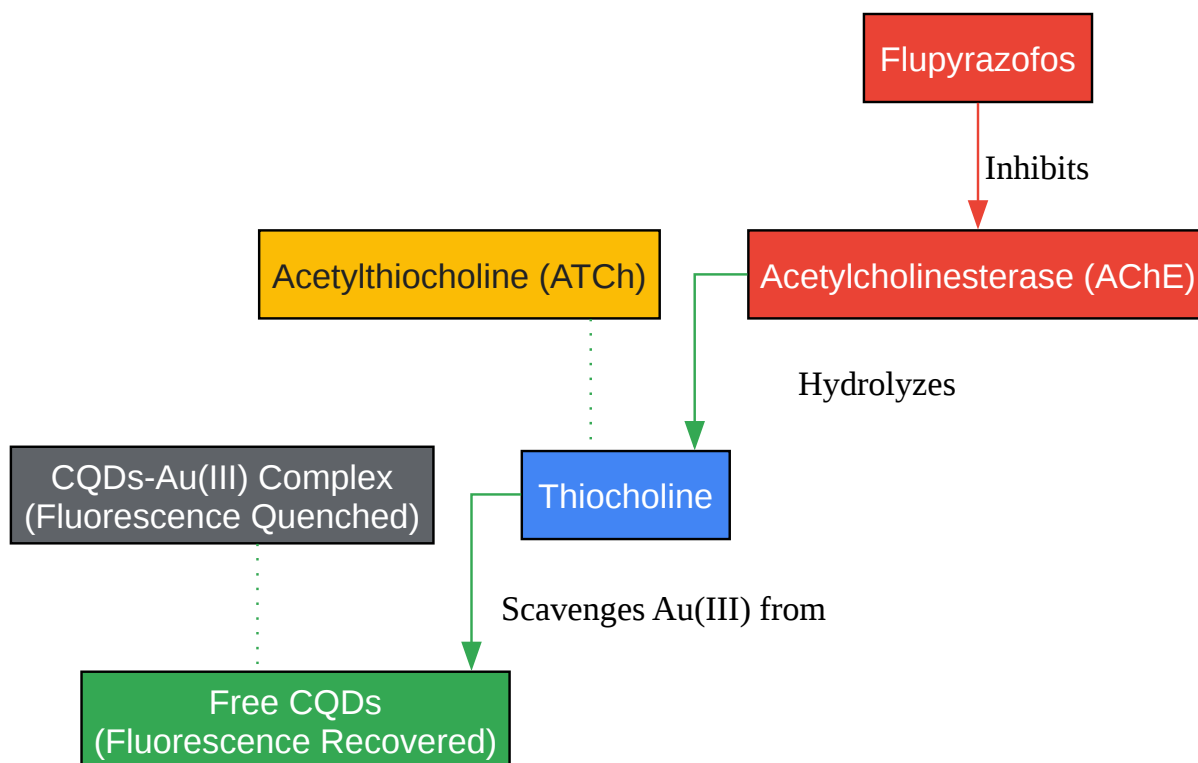 Flupyrazofos
Inhibits
Acetylthiocholine (ATCh)
Acetylcholinesterase (AChE)
Hydrolyzes
CQDs-Au(III) Complex
(Fluorescence Quenched)
Thiocholine
Scavenges Au(III) from
Free CQDs
(Fluorescence Recovered)